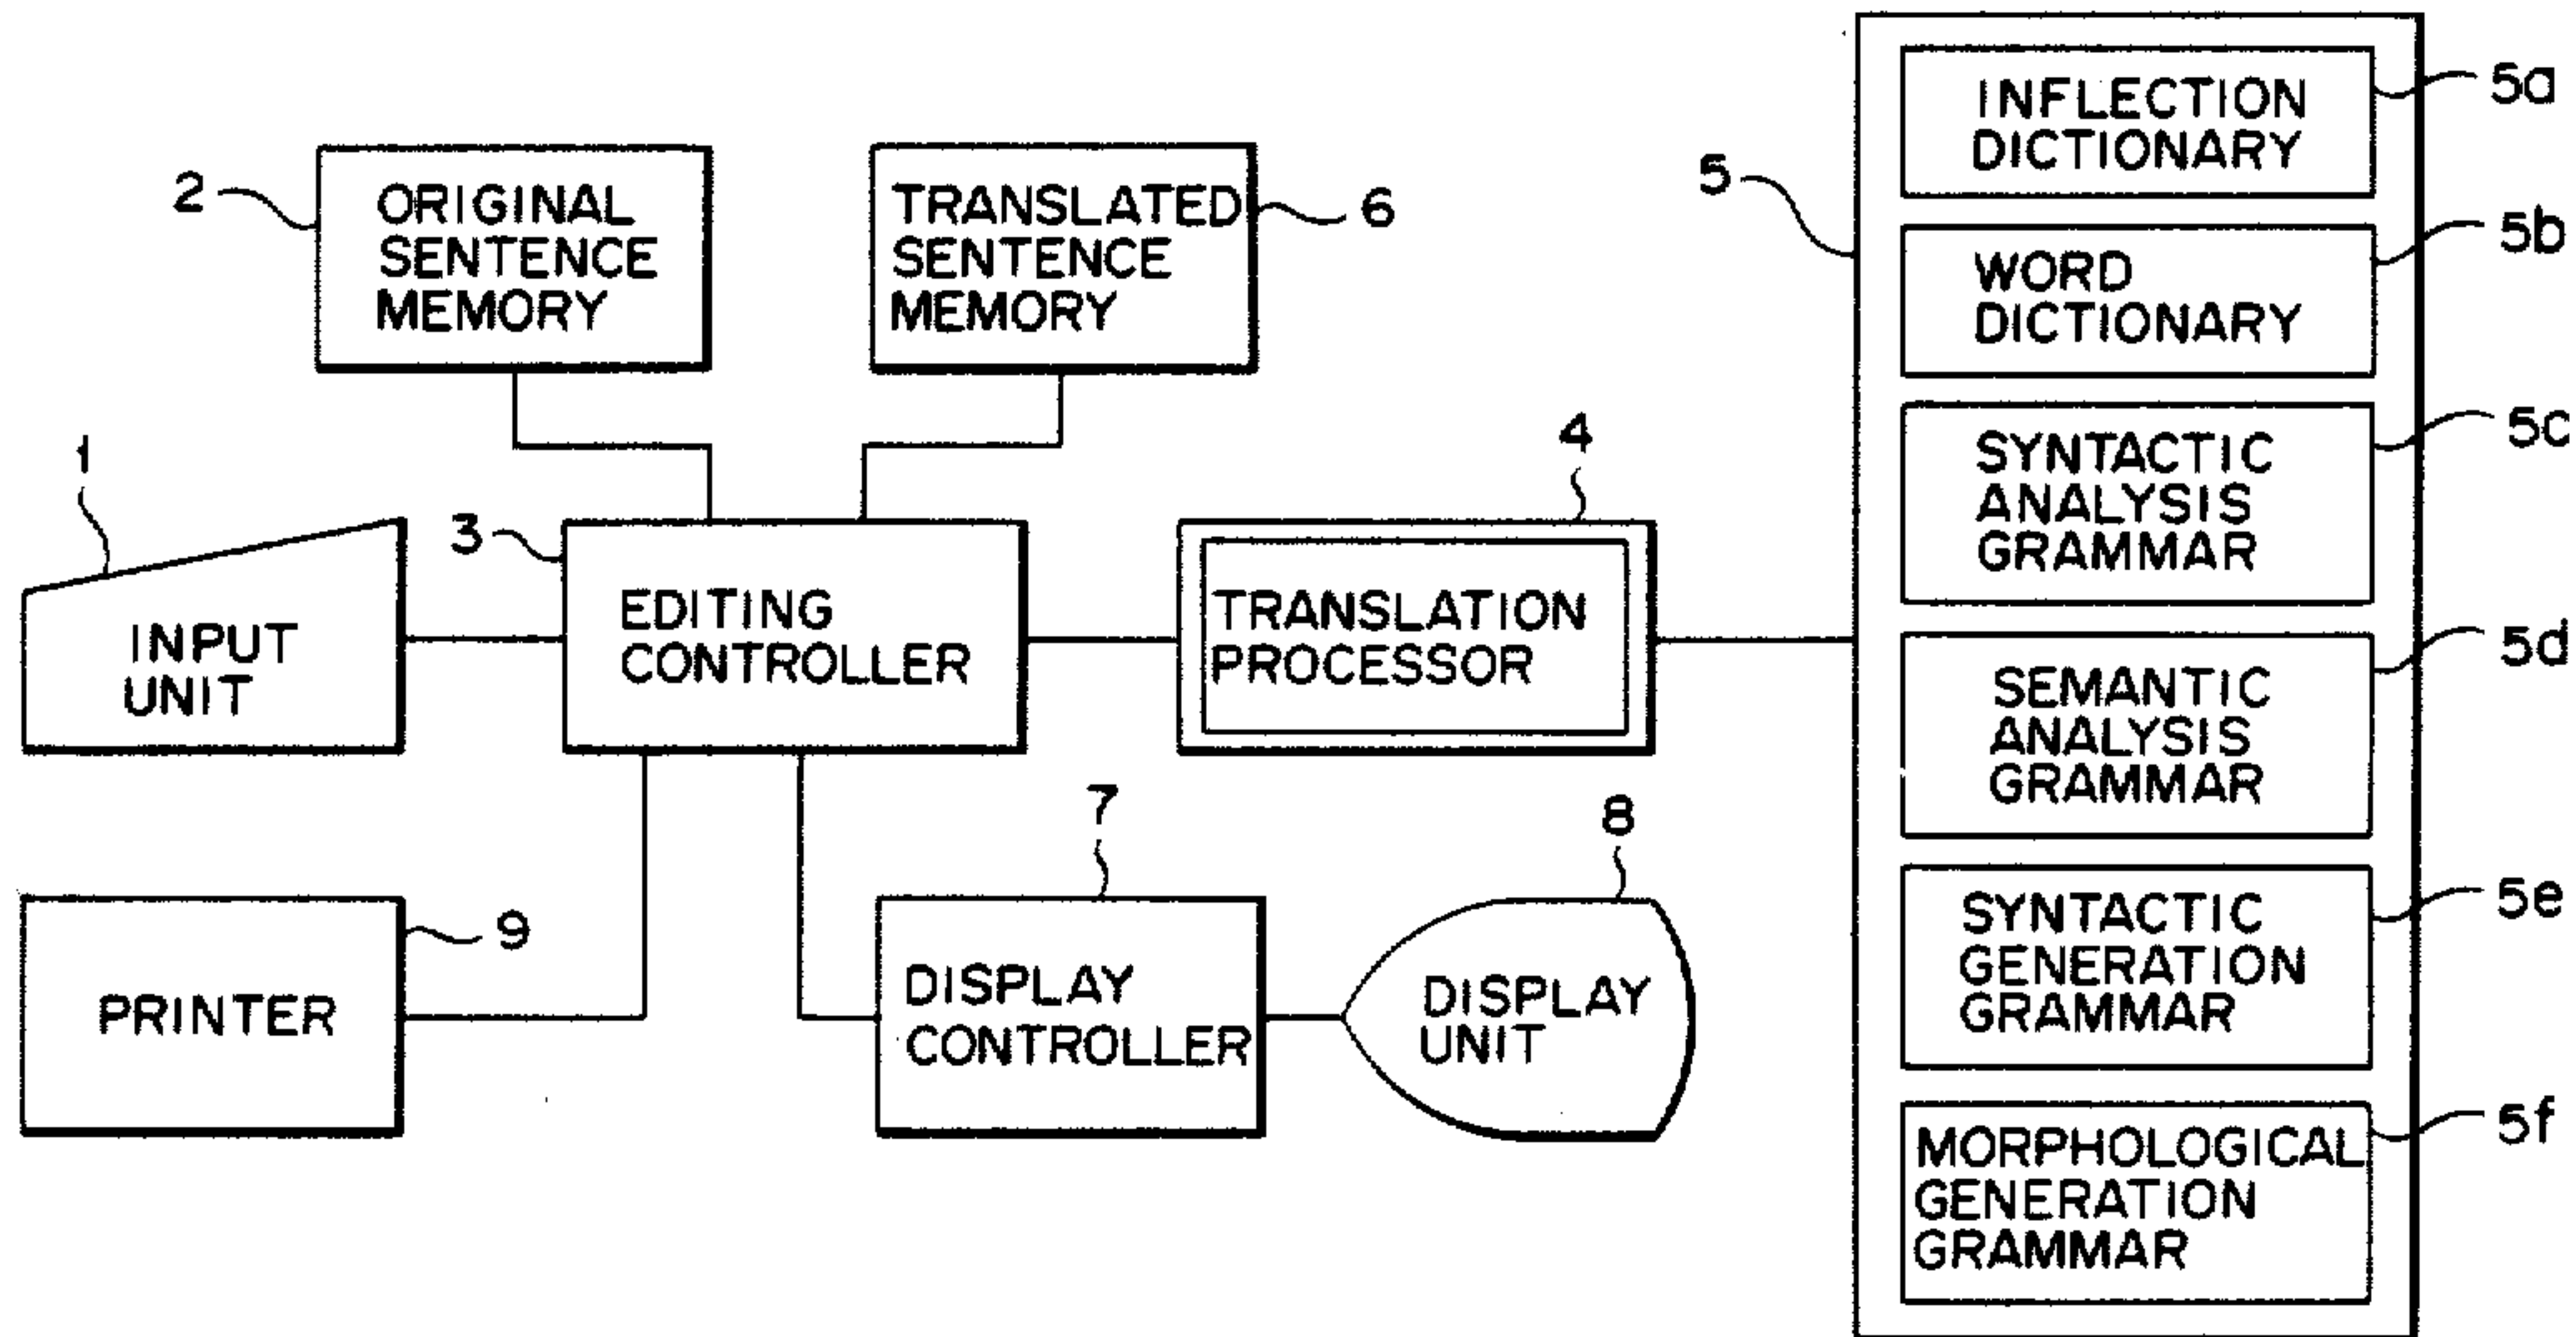 2
ORIGINAL
SENTENCE
MEMORY
TRANSLATED
SENTENCE
MEMORY
6
1
INPUT
UNIT
3
EDITING
CONTROLLER
4
TRANSLATION
PROCESSOR
PRINTER
9
7
DISPLAY
CONTROLLER
8
DISPLAY
UNIT
5
INFLECTION
DICTIONARY
5a
WORD
DICTIONARY
5b
SYNTACTIC
ANALYSIS
GRAMMAR
5c
SEMANTIC
ANALYSIS
GRAMMAR
5d
SYNTACTIC
GENERATION
GRAMMAR
5e
MORPHOLOGICAL
GENERATION
GRAMMAR
5f